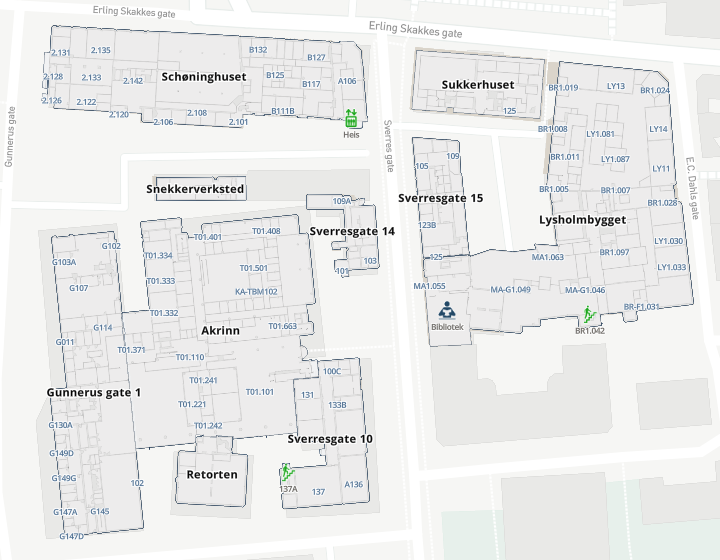 Erling Skakkes gate
Erling Skakkes gate
2.131
2.135
B132
B127
2.128
2.133
2.142
Schøninghuset
B125
B117
A106
2.126
2.122
2.120
2.106
2.108
2.101
B111B
Heis
Gunnerus gate
Sverres gate
Sukkerhuset
125
BR1.019
LY13
BR1.024
BR1.008
LY1.081
LY14
BR1.011
LY1.087
LY11
BR1.005
BR1.007
BR1.028
Lysholmbygget
LY1.030
MA1.063
BR1.097
LY1.033
MA1.055
MA-G1.049
MA-G1.046
BR-F1.031
BR1.042
E.C. Dahls gate
109
105
Sverresgate 15
123B
125
Bibliotek
Snekkerverksted
109A
Sverresgate 14
103
101
T01.401
T01.408
T01.334
T01.501
T01.333
KA-TBM102
T01.332
T01.663
Akrinn
T01.371
T01.110
T01.241
T01.101
T01.221
T01.242
G102
G103A
G107
G114
G011
Gunnerus gate 1
G130A
G149D
G149G
102
G147A
G145
G147D
100C
131
133B
Sverresgate 10
Retorten
137A
137
A136